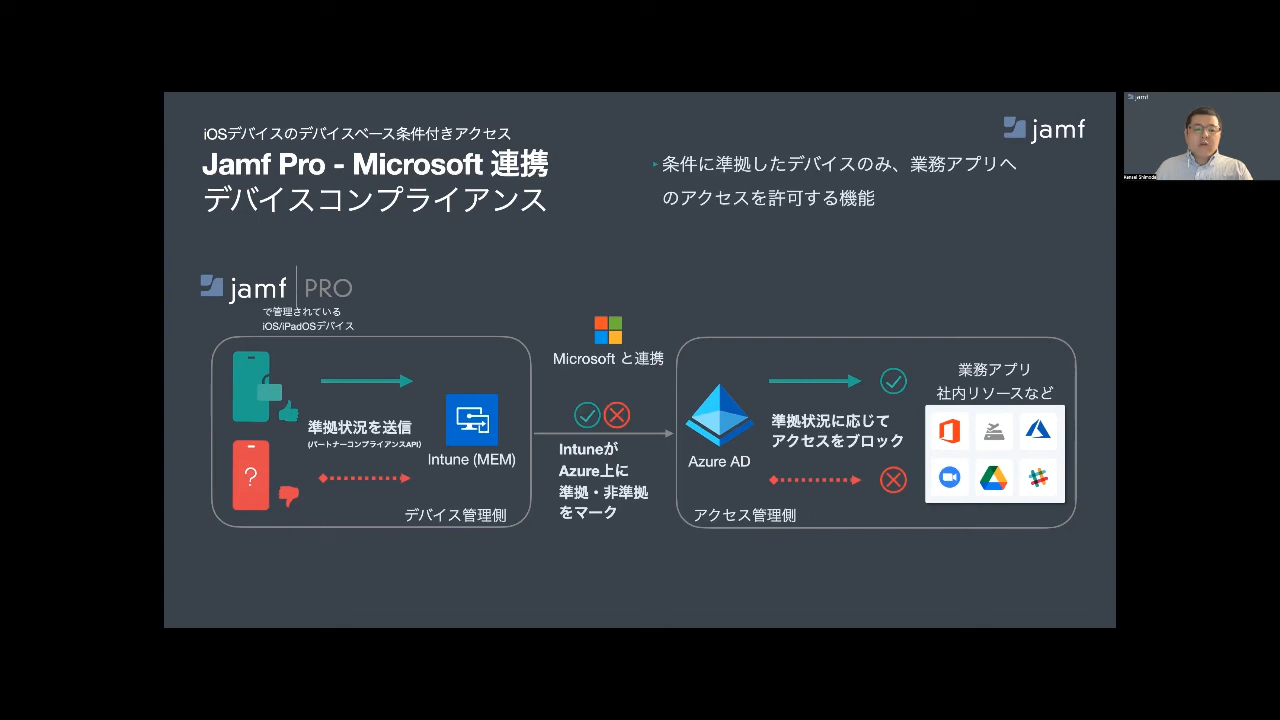 iOSデバイスのデバイスベース条件付きアクセス
Jamf Pro - Microsoft 連携
デバイスコンプライアンス
jamf
条件に準拠したデバイスのみ、業務アプリへ
のアクセスを許可する機能
jamf
Kensei Shimoda
jamf PRO
で管理されている
iOS/iPadOSデバイス
準拠状況を送信
(パートナーコンプライアンスAPI)
?
Intune (MEM)
デバイス管理側
Microsoft と連携
Intuneが
Azure上に
準拠・非準拠
をマーク
Azure AD
準拠状況に応じて
アクセスをブロック
アクセス管理側
業務アプリ
社内リソースなど